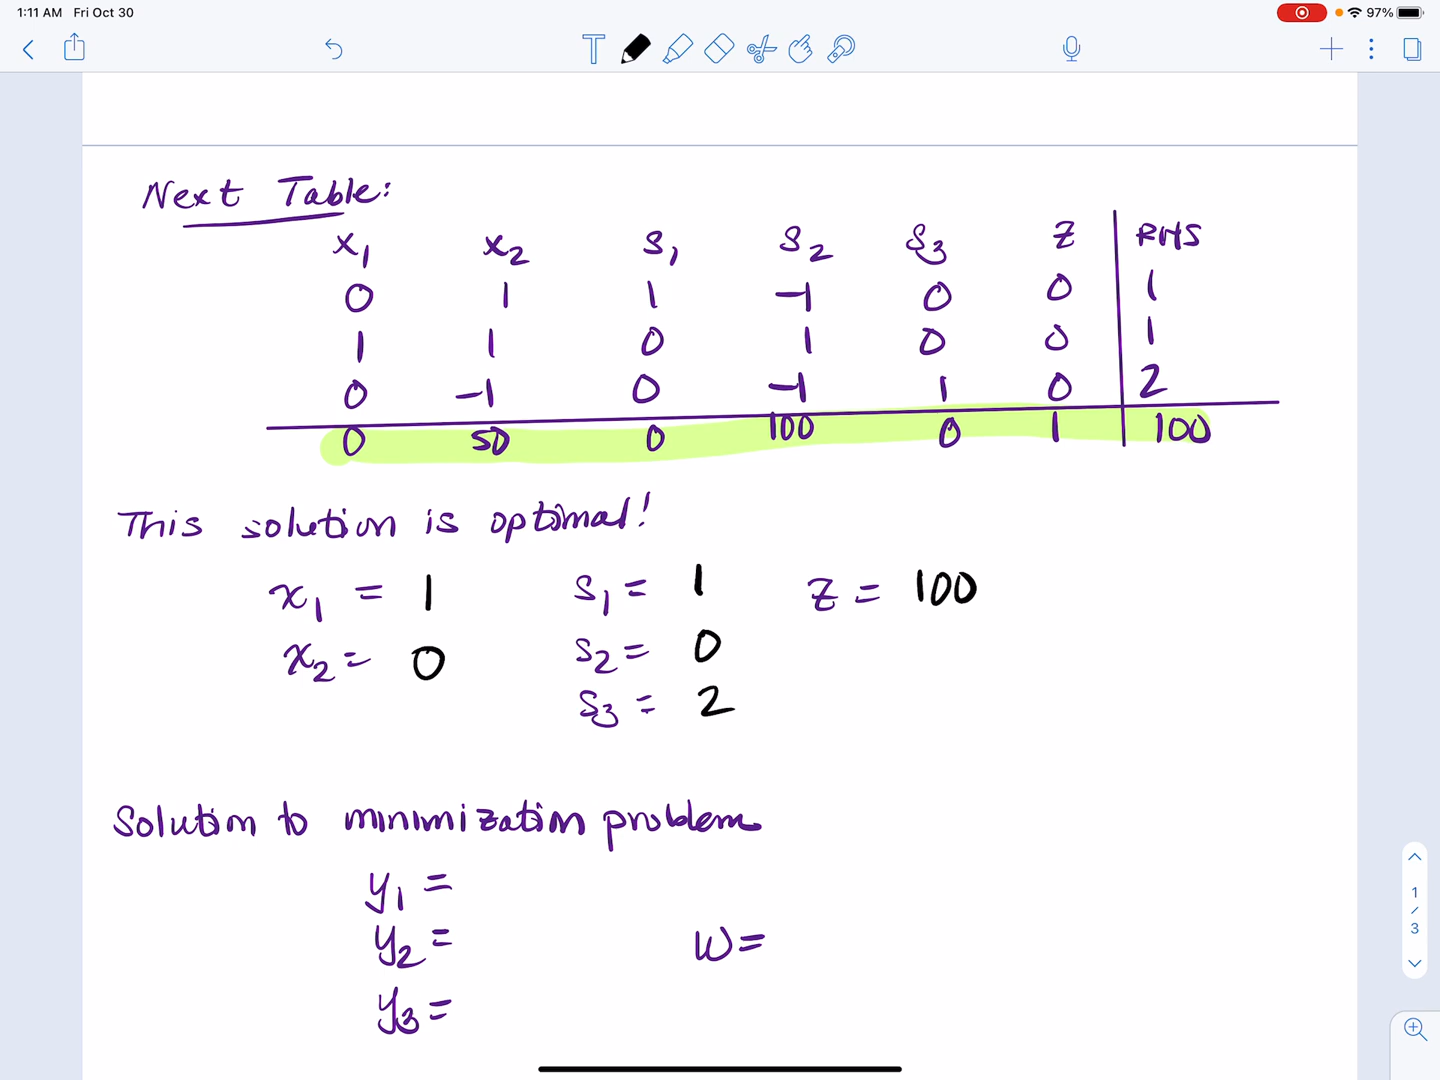 1:11 AM Fri Oct 30 97%
T
Next Table:
x₁ x₂ s₁ s₂ s₃ z RHS
0 1 1 -1 0 0 1
1 1 0 1 0 0 1
0 -1 0 -1 1 0 2
0 50 0 100 0 1 100
This solution is optimal!
x₁ = 1 s₁ = 1 z = 100
x₂ = 0 s₂ = 0
s₃ = 2
Solution to minimization problem
y₁ =
y₂ = w =
y₃ =
1
/
3